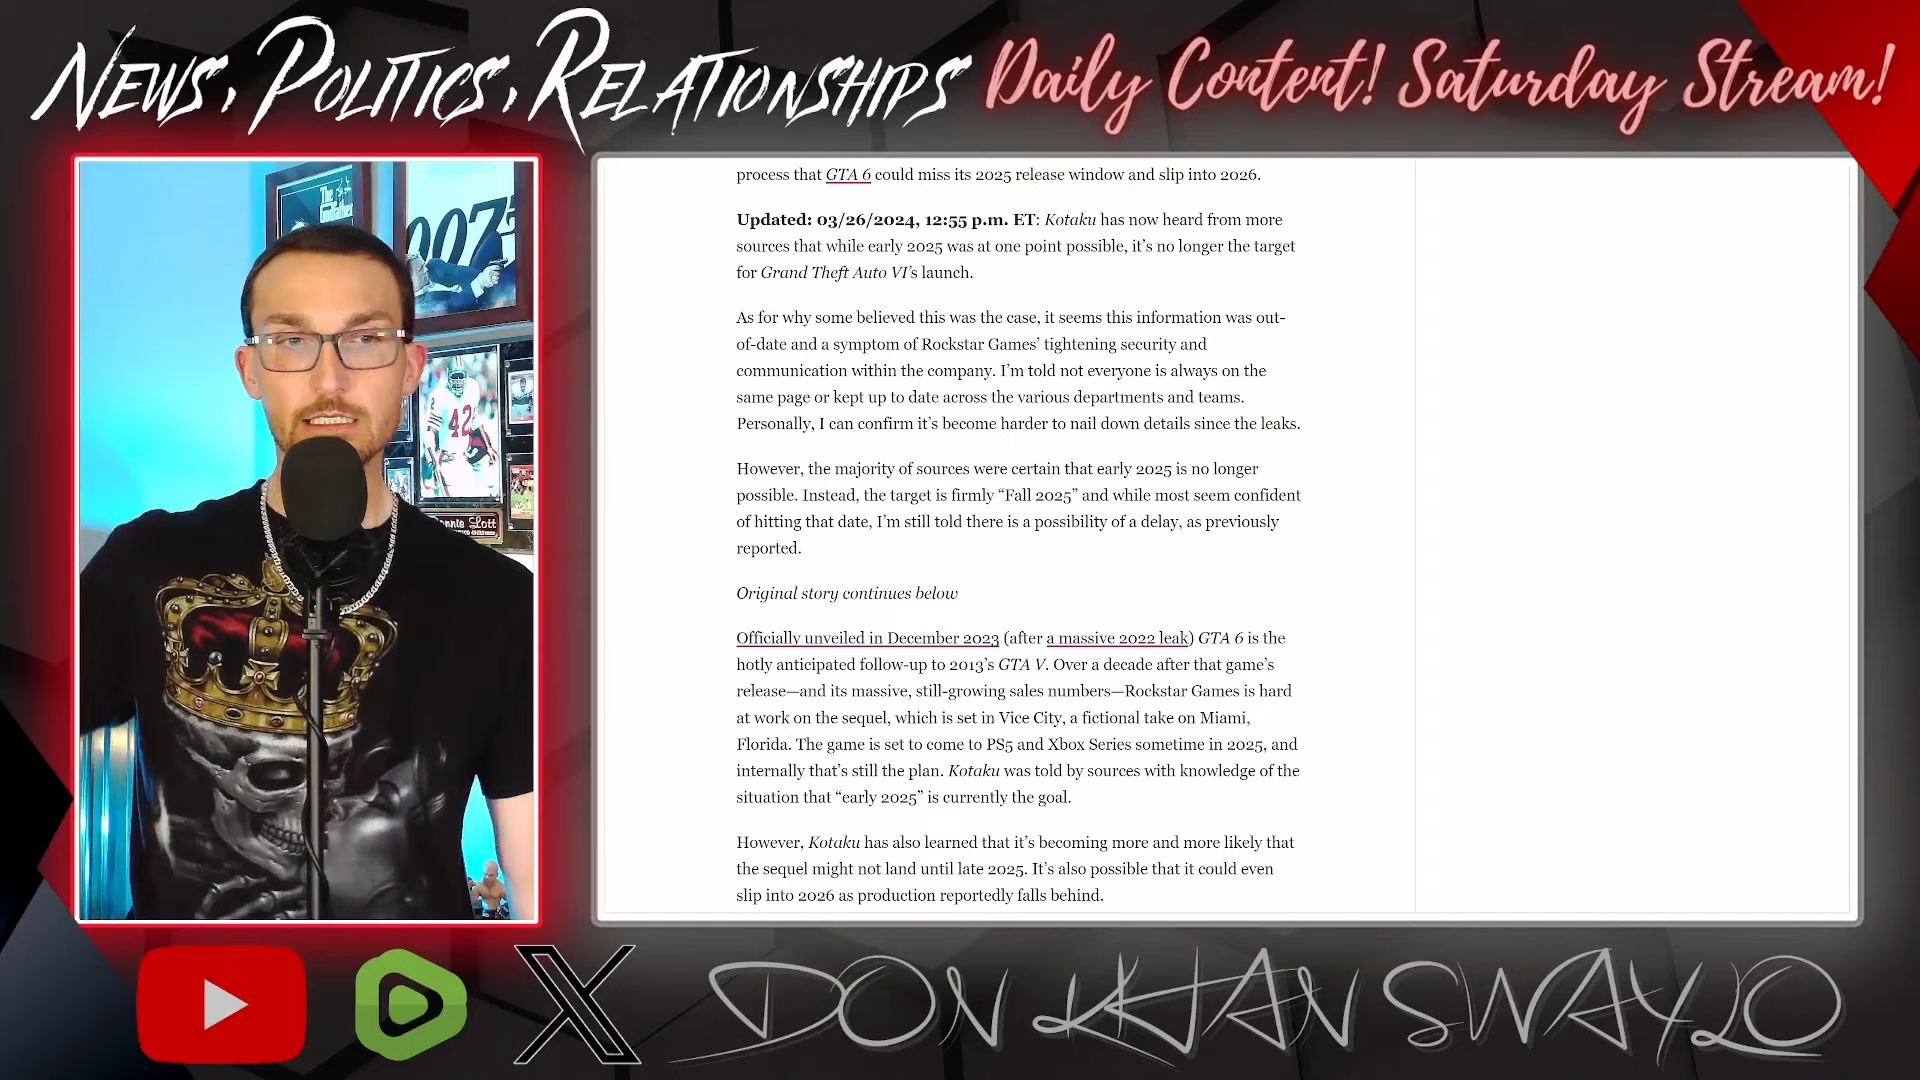 NEWS, POLITICS, RELATIONSHIPS
Daily Content! Saturday Stream!
The
Godfather
007
42
onnie Lott
process that GTA 6 could miss its 2025 release window and slip into 2026.
Updated: 03/26/2024, 12:55 p.m. ET: Kotaku has now heard from more
sources that while early 2025 was at one point possible, it’s no longer the target
for Grand Theft Auto VI’s launch.
As for why some believed this was the case, it seems this information was out-
of-date and a symptom of Rockstar Games’ tightening security and
communication within the company. I’m told not everyone is always on the
same page or kept up to date across the various departments and teams.
Personally, I can confirm it’s become harder to nail down details since the leaks.
However, the majority of sources were certain that early 2025 is no longer
possible. Instead, the target is firmly “Fall 2025” and while most seem confident
of hitting that date, I’m still told there is a possibility of a delay, as previously
reported.
Original story continues below
Officially unveiled in December 2023 (after a massive 2022 leak) GTA 6 is the
hotly anticipated follow-up to 2013’s GTA V. Over a decade after that game’s
release—and its massive, still-growing sales numbers—Rockstar Games is hard
at work on the sequel, which is set in Vice City, a fictional take on Miami,
Florida. The game is set to come to PS5 and Xbox Series sometime in 2025, and
internally that’s still the plan. Kotaku was told by sources with knowledge of the
situation that “early 2025” is currently the goal.
However, Kotaku has also learned that it’s becoming more and more likely that
the sequel might not land until late 2025. It’s also possible that it could even
slip into 2026 as production reportedly falls behind.
X DON KHAN SWAYLO